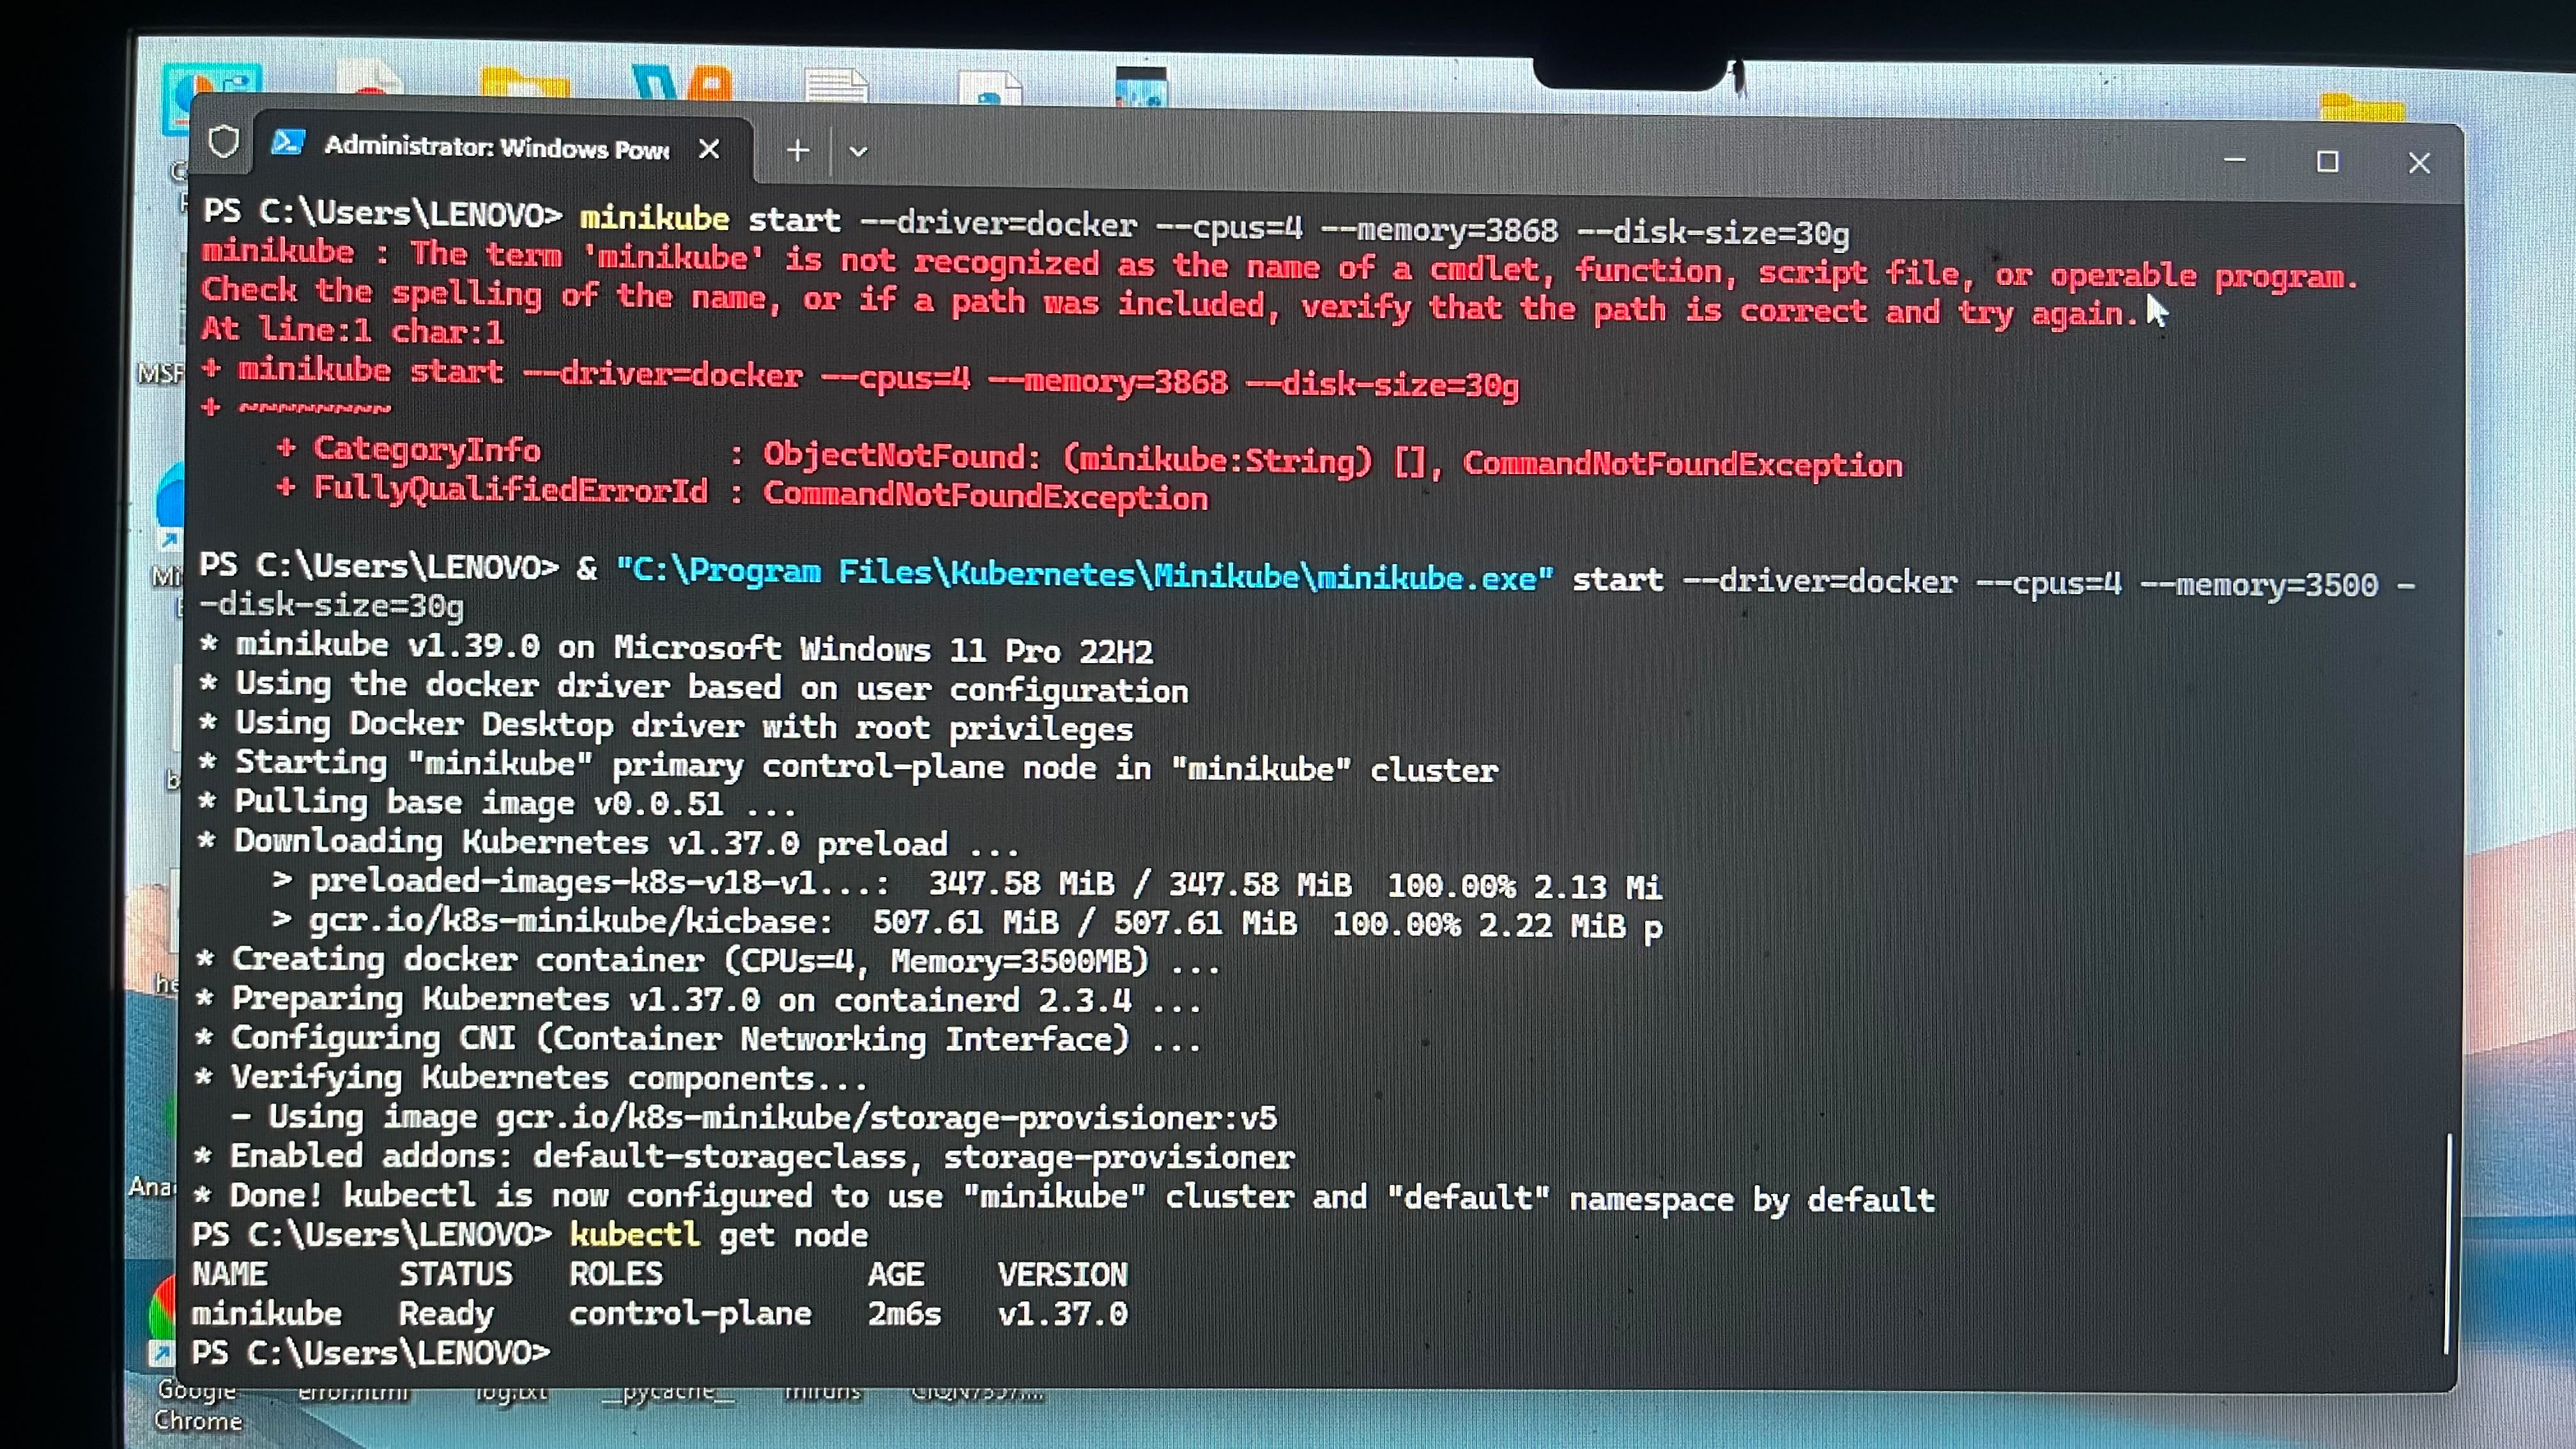 Administrator: Windows Powe
PS C:\Users\LENOVO> minikube start --driver=docker --cpus=4 --memory=3868 --disk-size=30g
minikube : The term 'minikube' is not recognized as the name of a cmdlet, function, script file, or operable program.
Check the spelling of the name, or if a path was included, verify that the path is correct and try again.
At line:1 char:1
+ minikube start --driver=docker --cpus=4 --memory=3868 --disk-size=30g
+ ~~~~~~~~
+ CategoryInfo : ObjectNotFound: (minikube:String) [], CommandNotFoundException
+ FullyQualifiedErrorId : CommandNotFoundException
PS C:\Users\LENOVO> & "C:\Program Files\Kubernetes\Minikube\minikube.exe" start --driver=docker --cpus=4 --memory=3500 -
-disk-size=30g
* minikube v1.39.0 on Microsoft Windows 11 Pro 22H2
* Using the docker driver based on user configuration
* Using Docker Desktop driver with root privileges
* Starting "minikube" primary control-plane node in "minikube" cluster
* Pulling base image v0.0.51 ...
* Downloading Kubernetes v1.37.0 preload ...
> preloaded-images-k8s-v18-v1...: 347.58 MiB / 347.58 MiB 100.00% 2.13 Mi
> gcr.io/k8s-minikube/kicbase: 507.61 MiB / 507.61 MiB 100.00% 2.22 MiB p
* Creating docker container (CPUs=4, Memory=3500MB) ...
* Preparing Kubernetes v1.37.0 on containerd 2.3.4 ...
* Configuring CNI (Container Networking Interface) ...
* Verifying Kubernetes components...
- Using image gcr.io/k8s-minikube/storage-provisioner:v5
* Enabled addons: default-storageclass, storage-provisioner
* Done! kubectl is now configured to use "minikube" cluster and "default" namespace by default
PS C:\Users\LENOVO> kubectl get node
NAME STATUS ROLES AGE VERSION
minikube Ready control-plane 2m6s v1.37.0
PS C:\Users\LENOVO>
MSF
Mi
Ana
Google error.html log.txt __pycache__ mlruns
Chrome